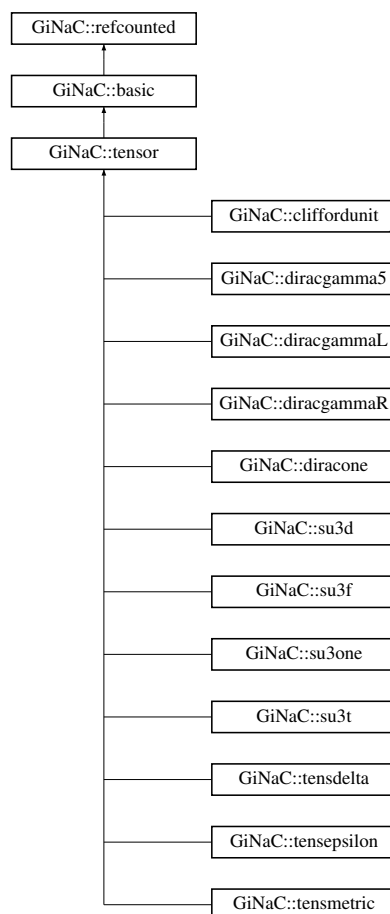 GiNaC::refcounted
GiNaC::basic
GiNaC::tensor
GiNaC::cliffordunit
GiNaC::diracgamma5
GiNaC::diracgammaL
GiNaC::diracgammaR
GiNaC::diracone
GiNaC::su3d
GiNaC::su3f
GiNaC::su3one
GiNaC::su3t
GiNaC::tensdelta
GiNaC::tensepsilon
GiNaC::tensmetric